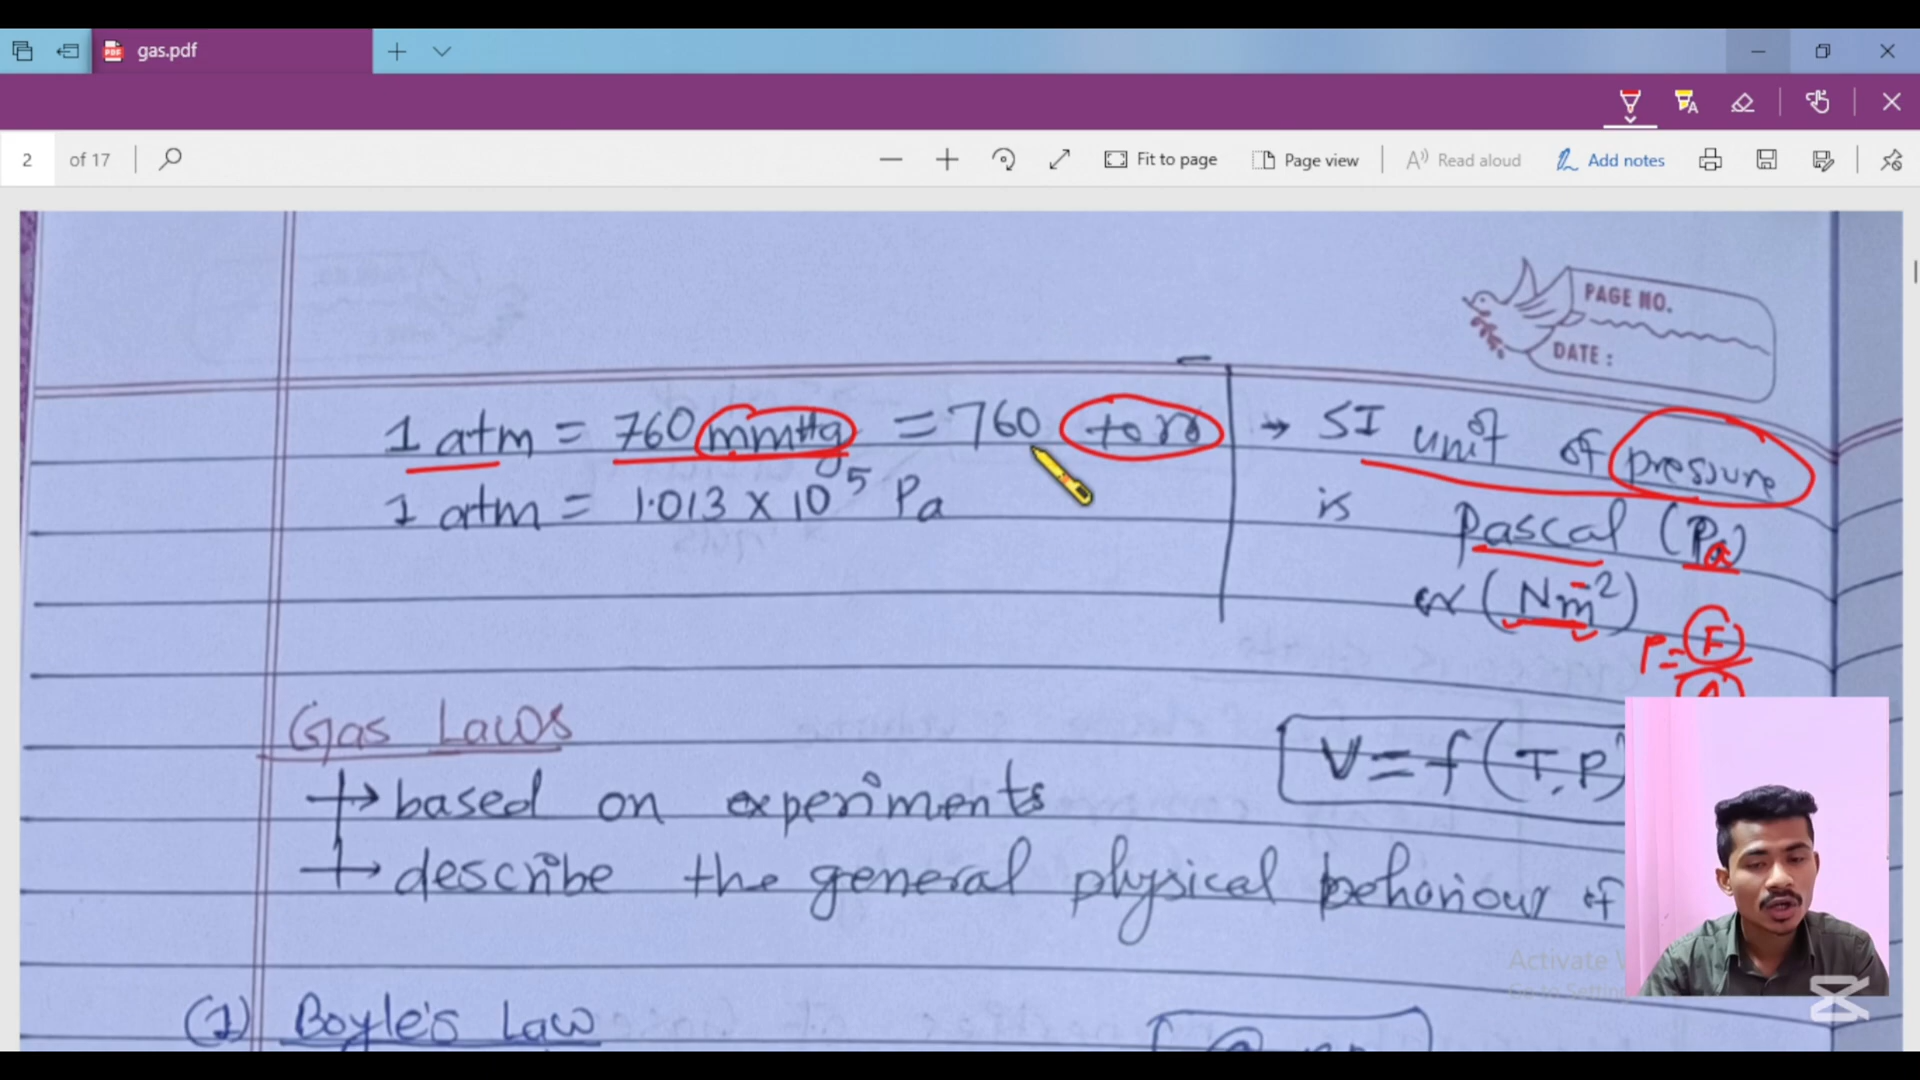 gas.pdf
2 of 17
Fit to page
Page view
Read aloud
Add notes
PAGE NO.
DATE :
1 atm = 760 mmHg = 760 torr
1 atm = 1.013 x 10⁵ Pa
→ SI unit of pressure
is Pascal (Pa)
or (Nm⁻²)
P = F
Gas Laws
V = f(T,P)
→ based on experiments
→ describe the general physical behaviour of
Activate
(1) Boyle's Law